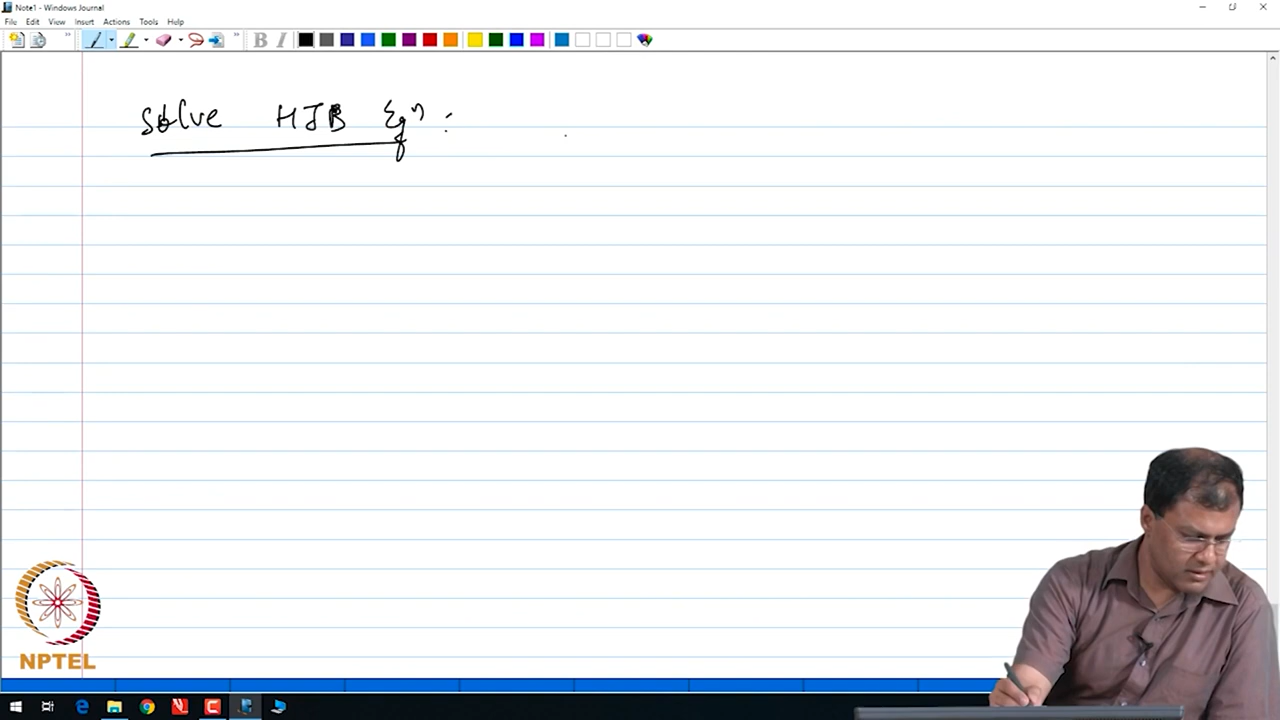 Note1 - Windows Journal
File Edit View Insert Actions Tools Help
B I
Solve HJB Eqⁿ :
NPTEL